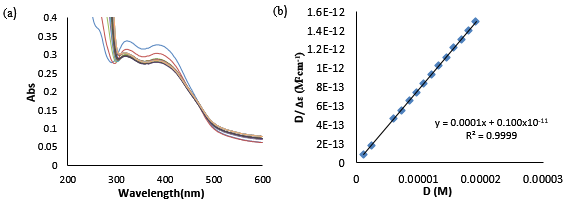 (a)
0.4
0.35
0.3
0.25
0.2
0.15
0.1
0.05
0
Abs
200 300 400 500 600
Wavelength(nm)
(b)
1.6E-12
1.4E-12
1.2E-12
1E-12
8E-13
6E-13
4E-13
2E-13
0
D/ Δε (M²cm⁻¹)
y = 0.0001x + 0.100x10⁻¹¹
R² = 0.9999
0 0.00001 0.00002 0.00003
D (M)